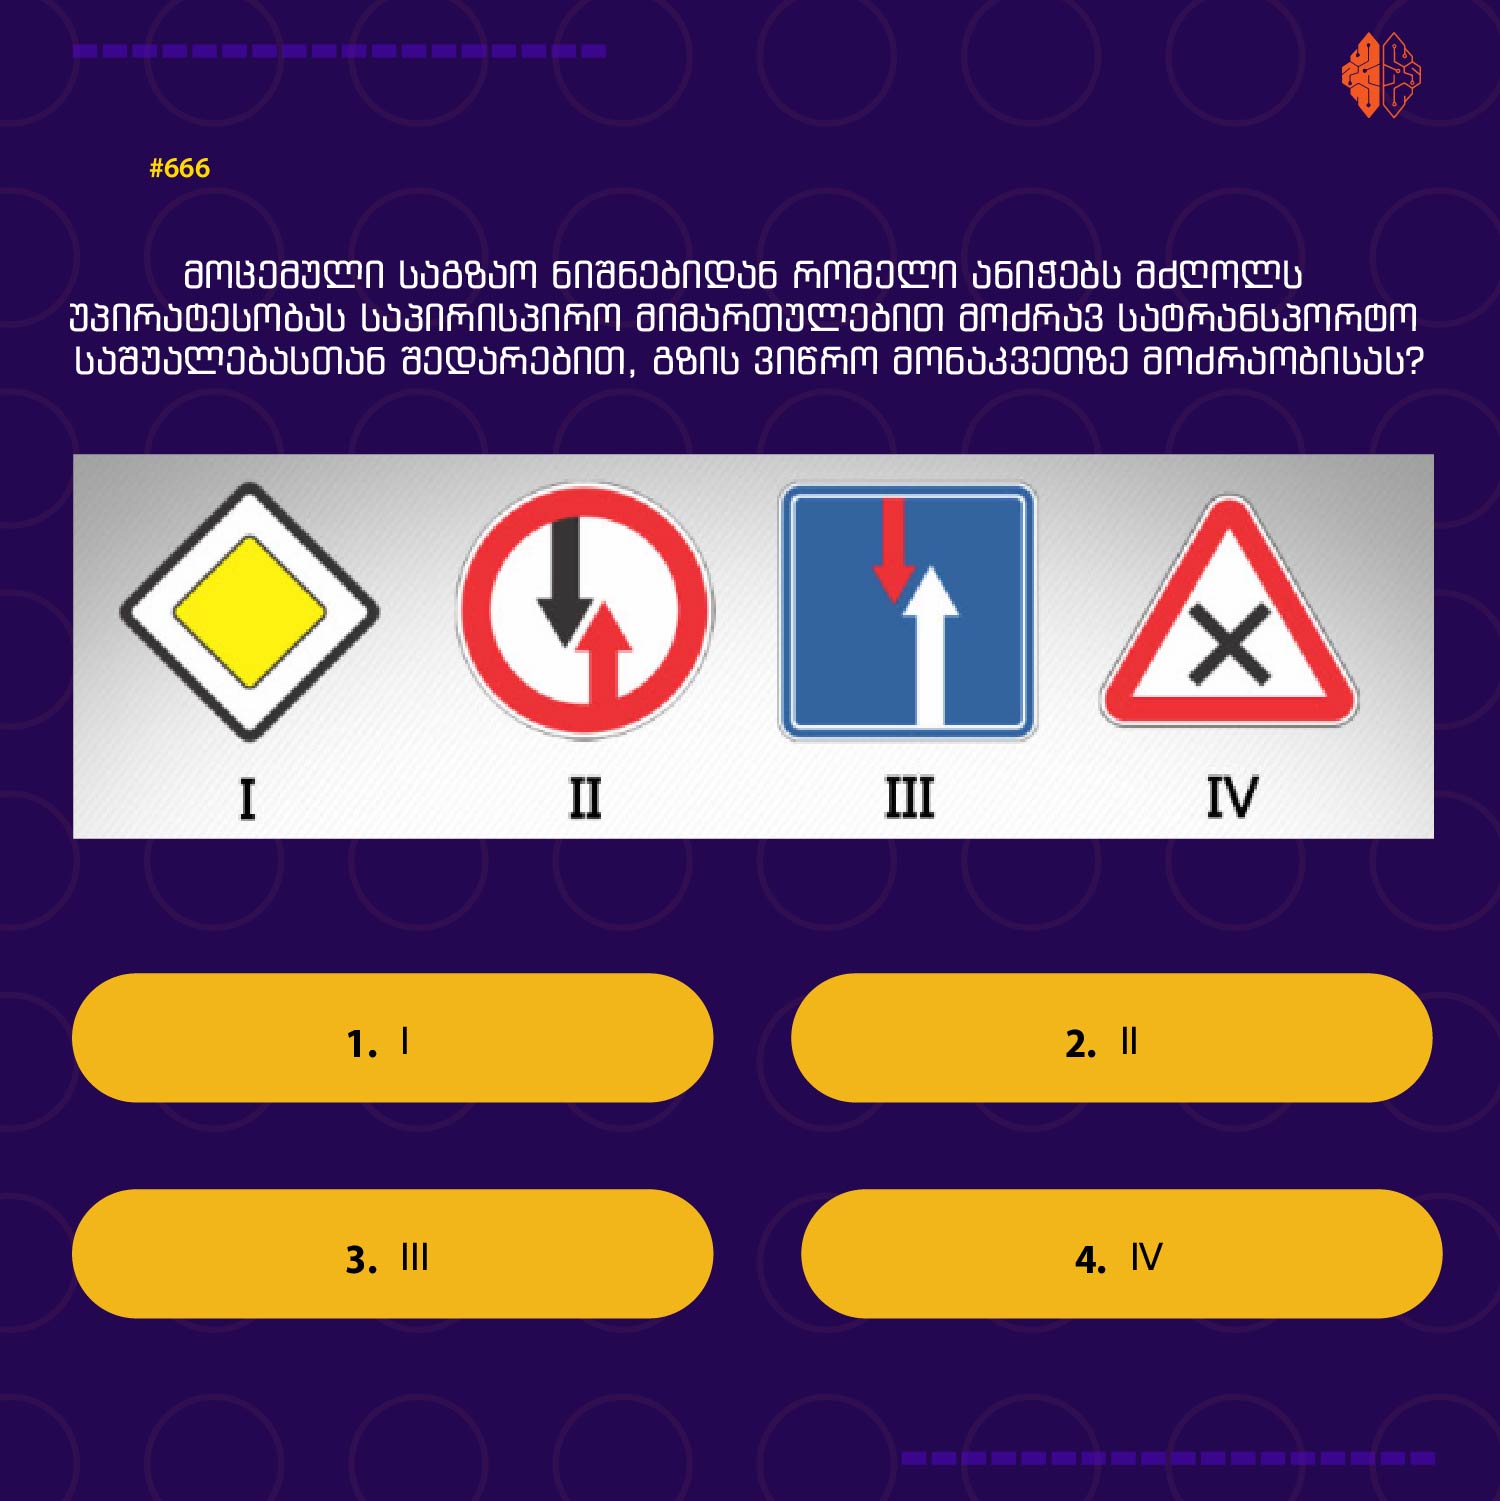 #666
მოცემული საგზაო ნიშნებიდან რომელი ანიჭებს მძღოლს
უპირატესობას საპირისპირო მიმართულებით მოძრავ სატრანსპორტო
საშუალებასთან შედარებით, გზის ვიწრო მონაკვეთზე მოძრაობისას?
I II III IV
1. I
2. II
3. III
4. IV